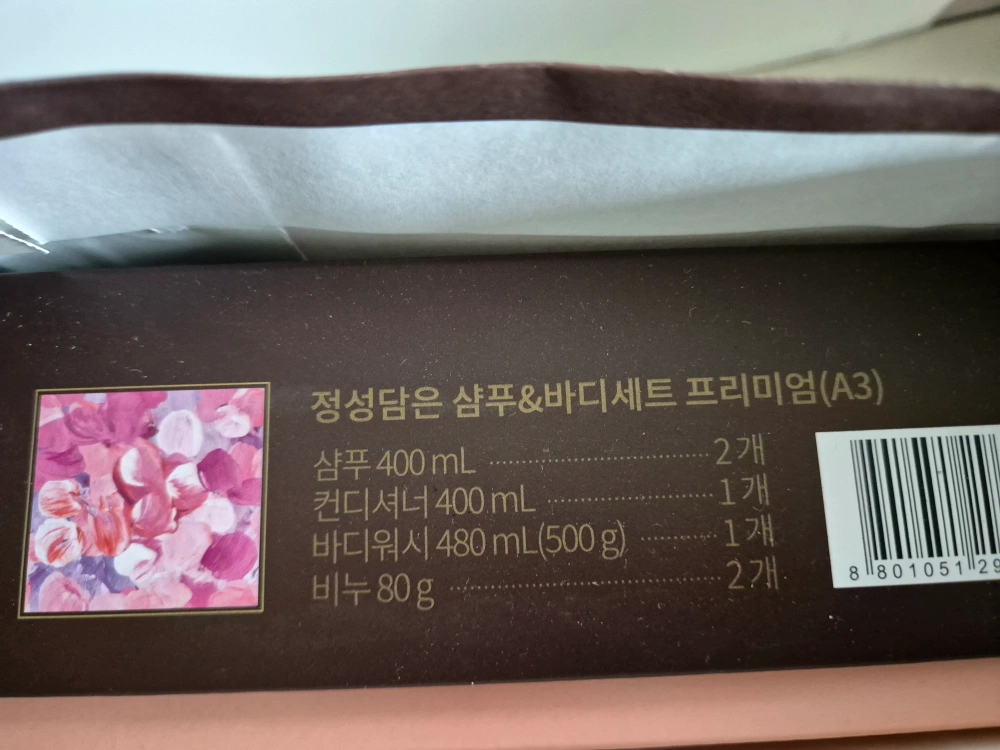 정성담은 샴푸&바디세트 프리미엄(A3)
샴푸 400 mL ···························· 2개
컨디셔너 400 mL ····················· 1개
바디워시 480 mL(500 g) ·········· 1개
비누 80 g ··································· 2개
8 801051 29